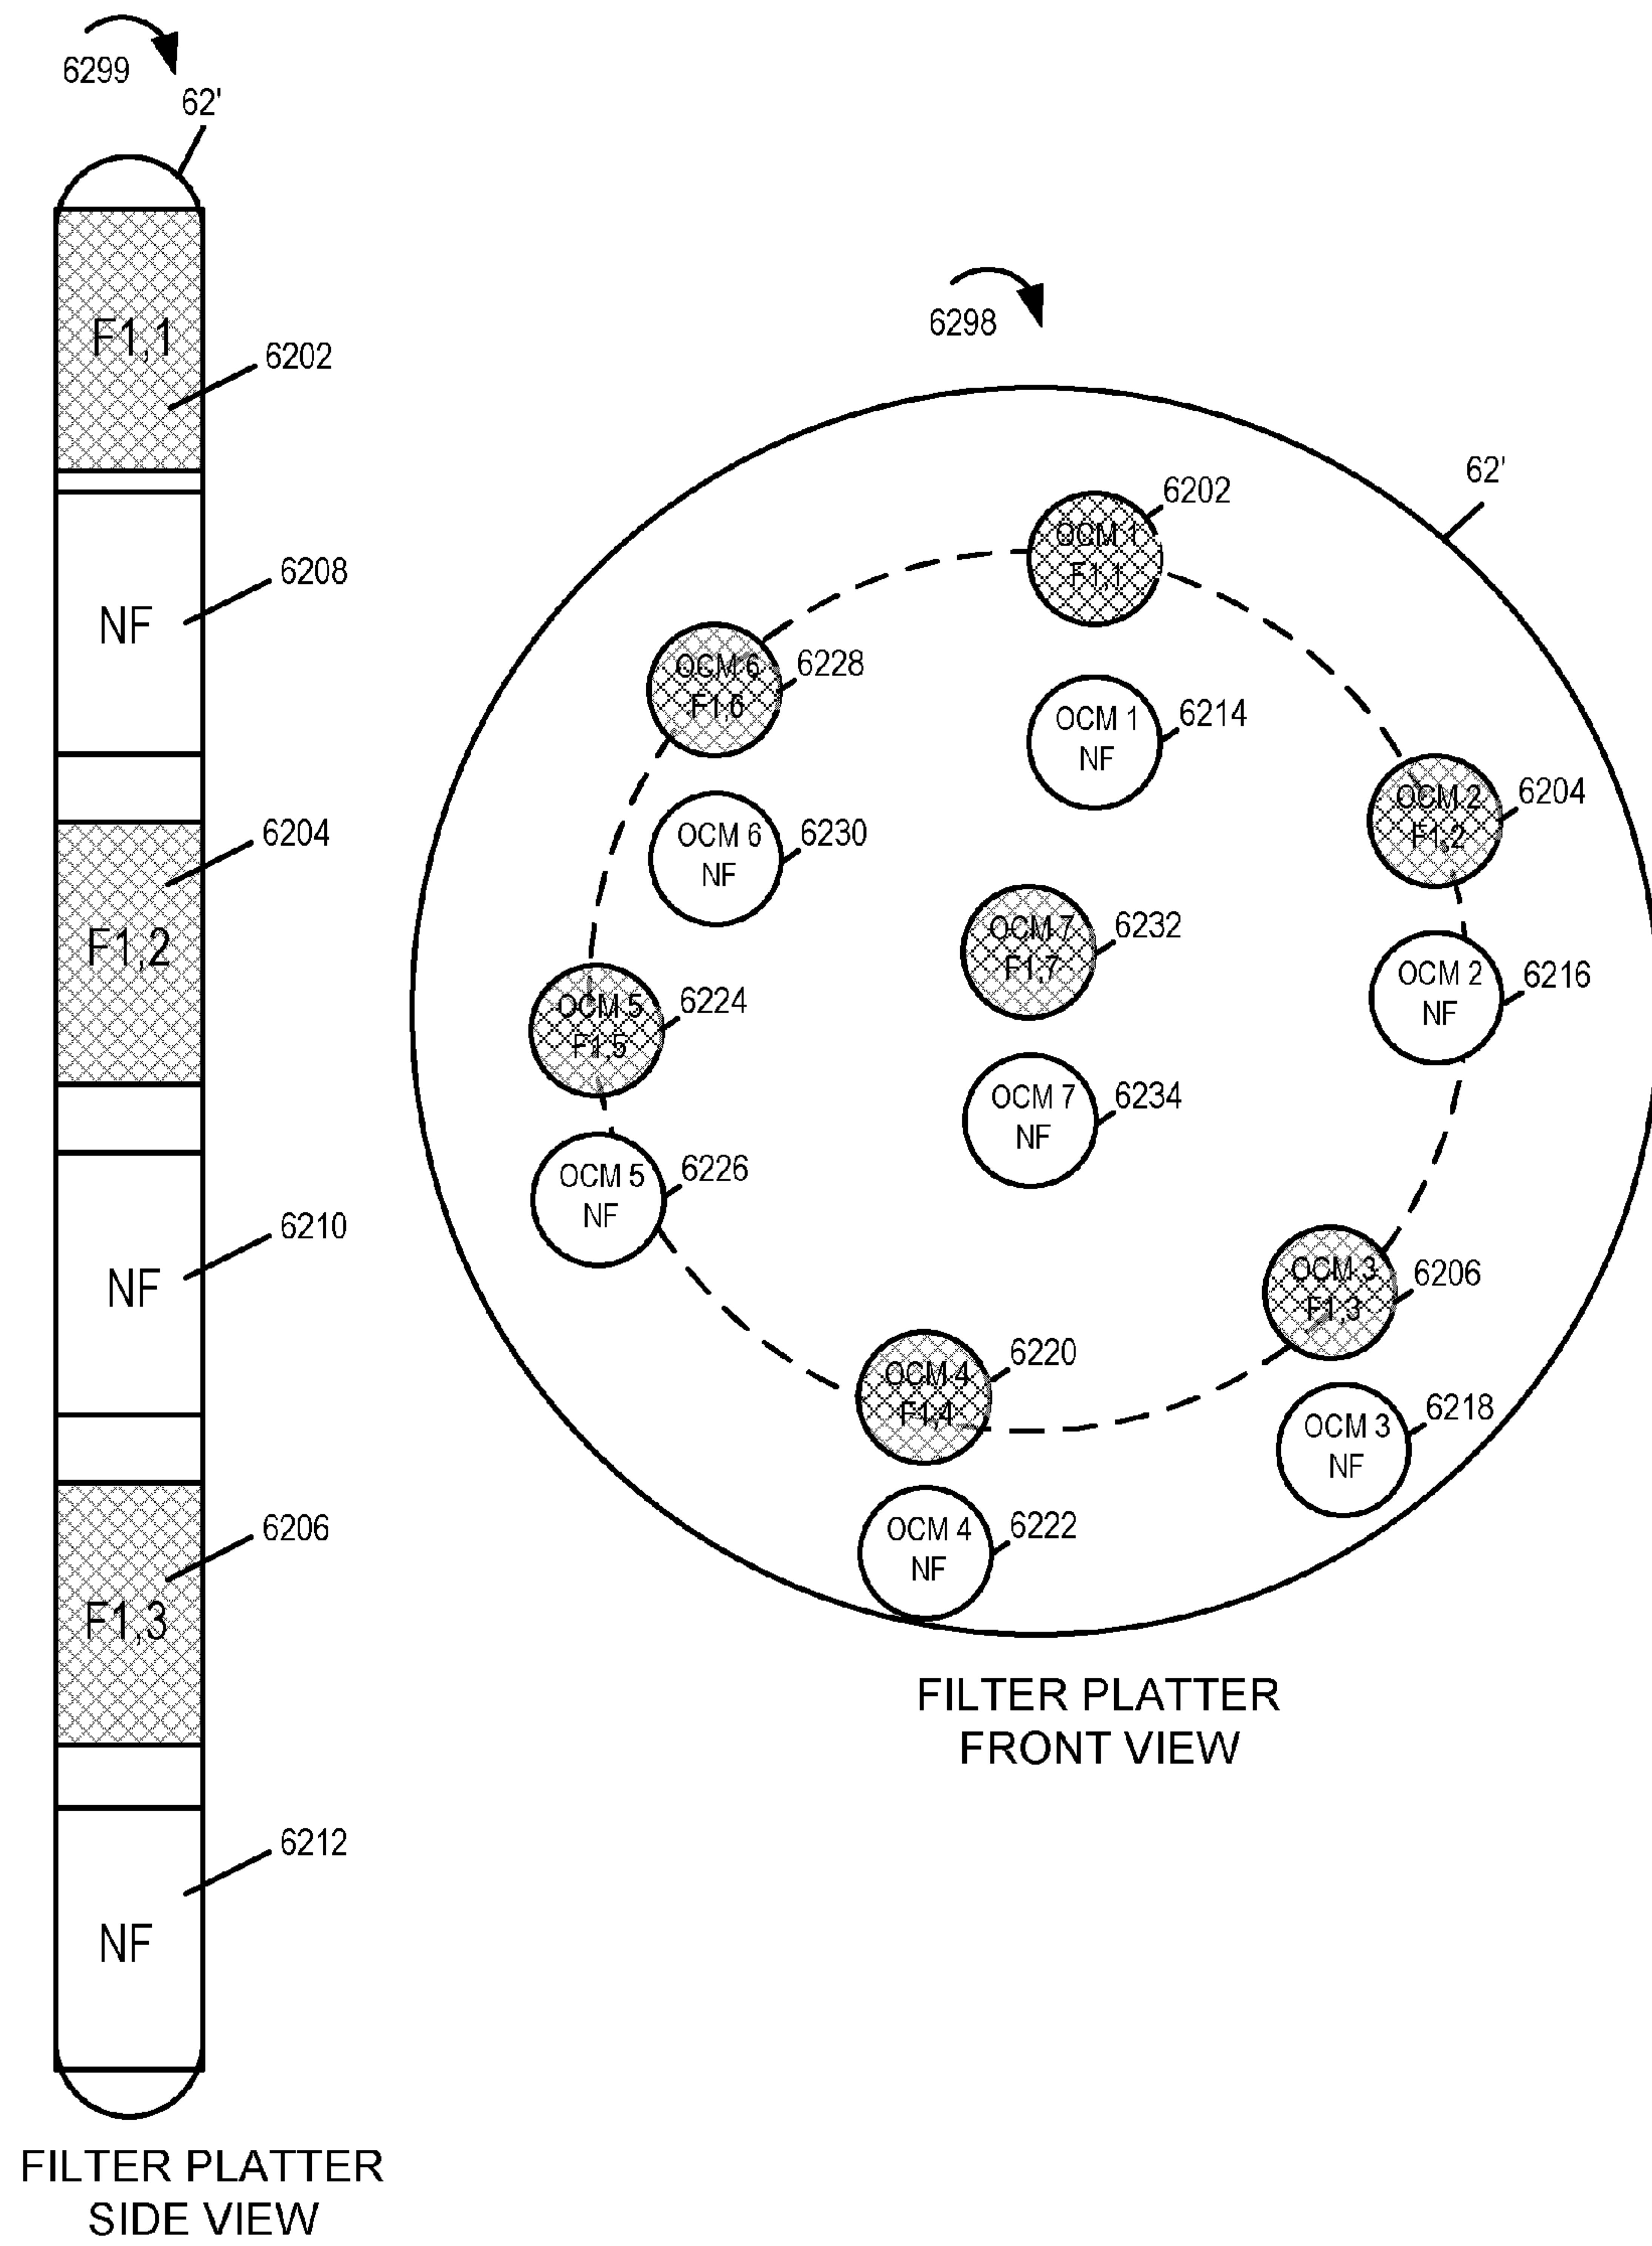 6299
62'
F1,1
6202
6208
NF
6204
F1,2
6210
NF
6206
F1,3
6212
NF
FILTER PLATTER
SIDE VIEW
6298
62'
6202
OCM 1
F1,1
6228
OCM 6
F1,6
6214
OCM 1
NF
6204
OCM 2
F1,2
6230
OCM 6
NF
6232
OCM 7
F1,7
6216
OCM 2
NF
6224
OCM 5
F1,5
6234
OCM 7
NF
6226
OCM 5
NF
6206
OCM 3
F1,3
6220
OCM 4
F1,4
6218
OCM 3
NF
6222
OCM 4
NF
FILTER PLATTER
FRONT VIEW